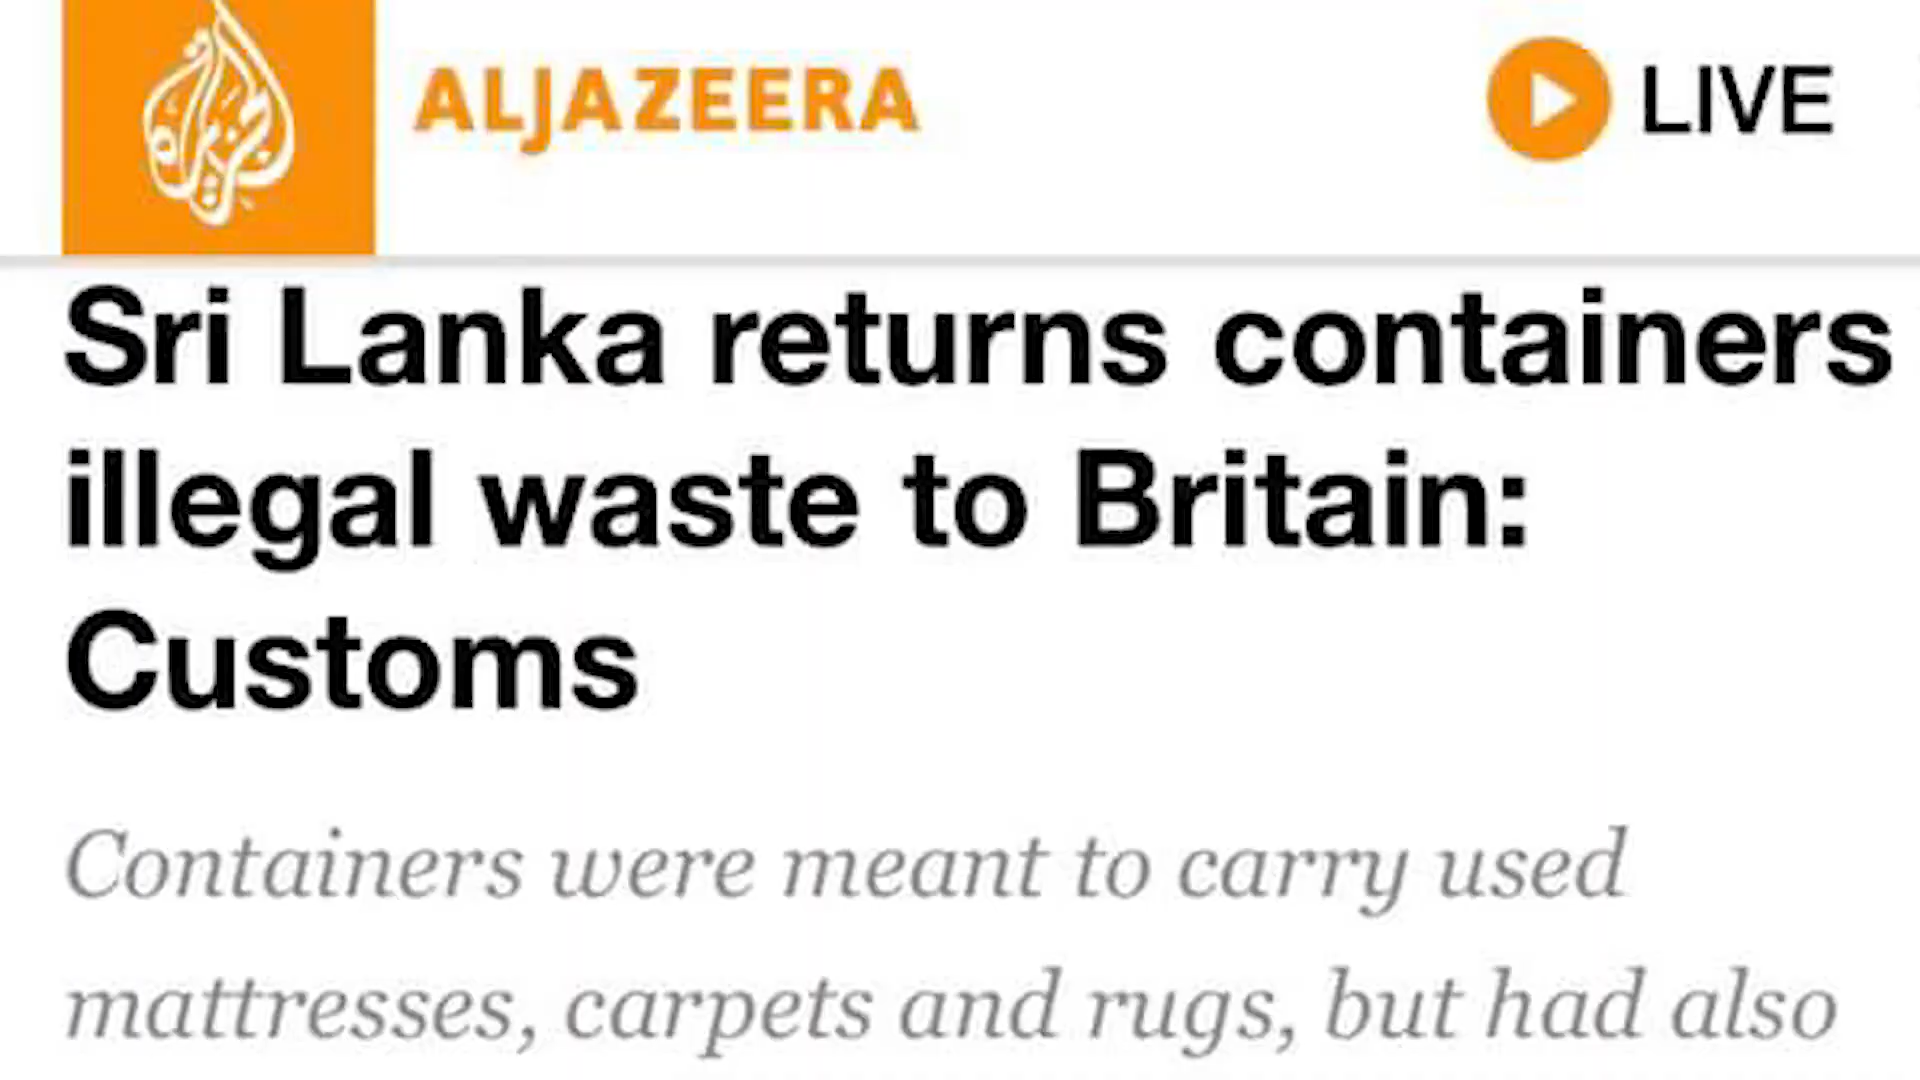 ALJAZEERA
LIVE
Sri Lanka returns containers
illegal waste to Britain:
Customs
Containers were meant to carry used
mattresses, carpets and rugs, but had also